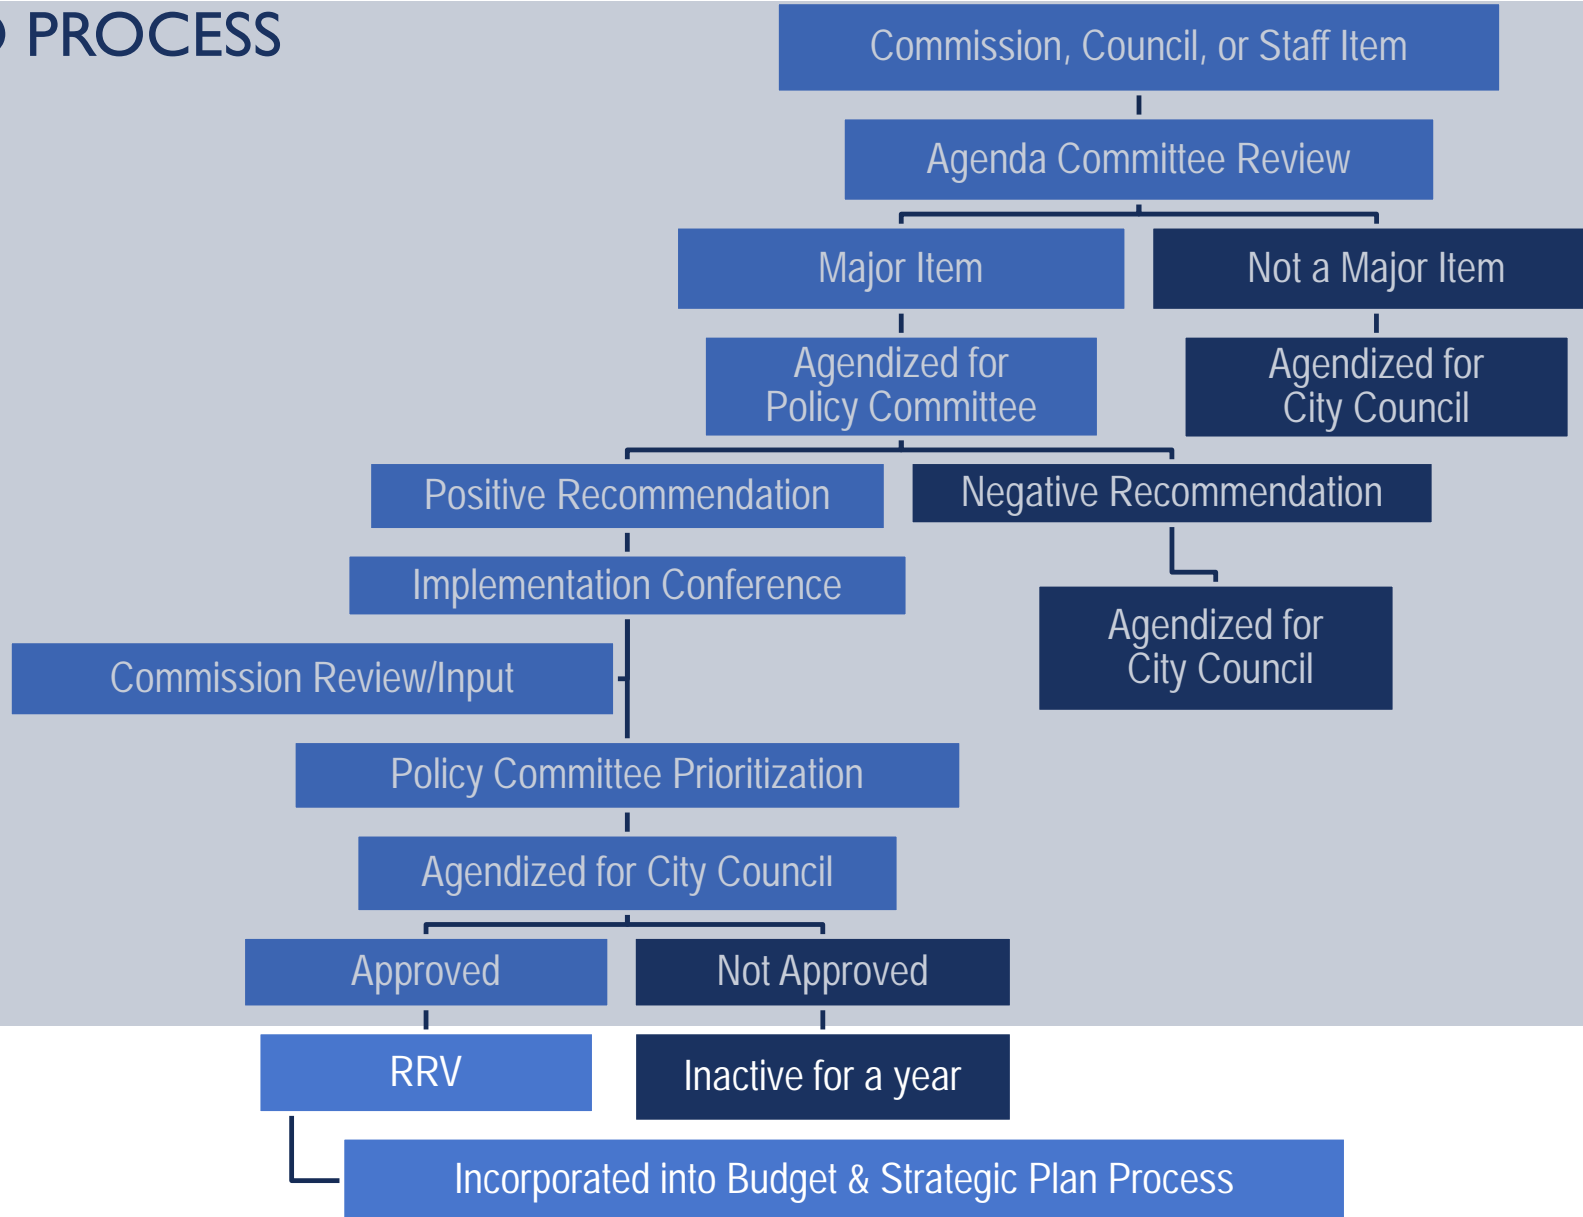 PROCESS
Commission, Council, or Staff Item
Agenda Committee Review
Major Item
Not a Major Item
Agendized for
Policy Committee
Agendized for
City Council
Positive Recommendation
Negative Recommendation
Implementation Conference
Agendized for
City Council
Commission Review/Input
Policy Committee Prioritization
Agendized for City Council
Approved
Not Approved
RRV
Inactive for a year
Incorporated into Budget & Strategic Plan Process